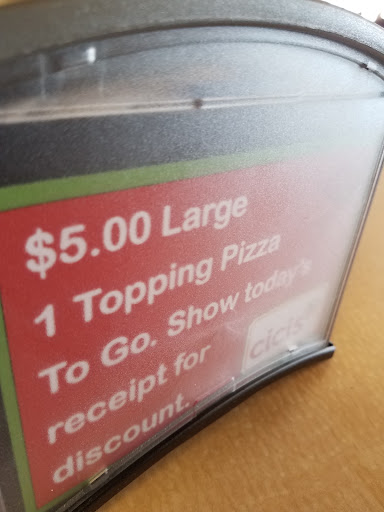 $5.00 Large
1 Topping Pizza
To Go. Show today's
receipt for
discount.
cicis